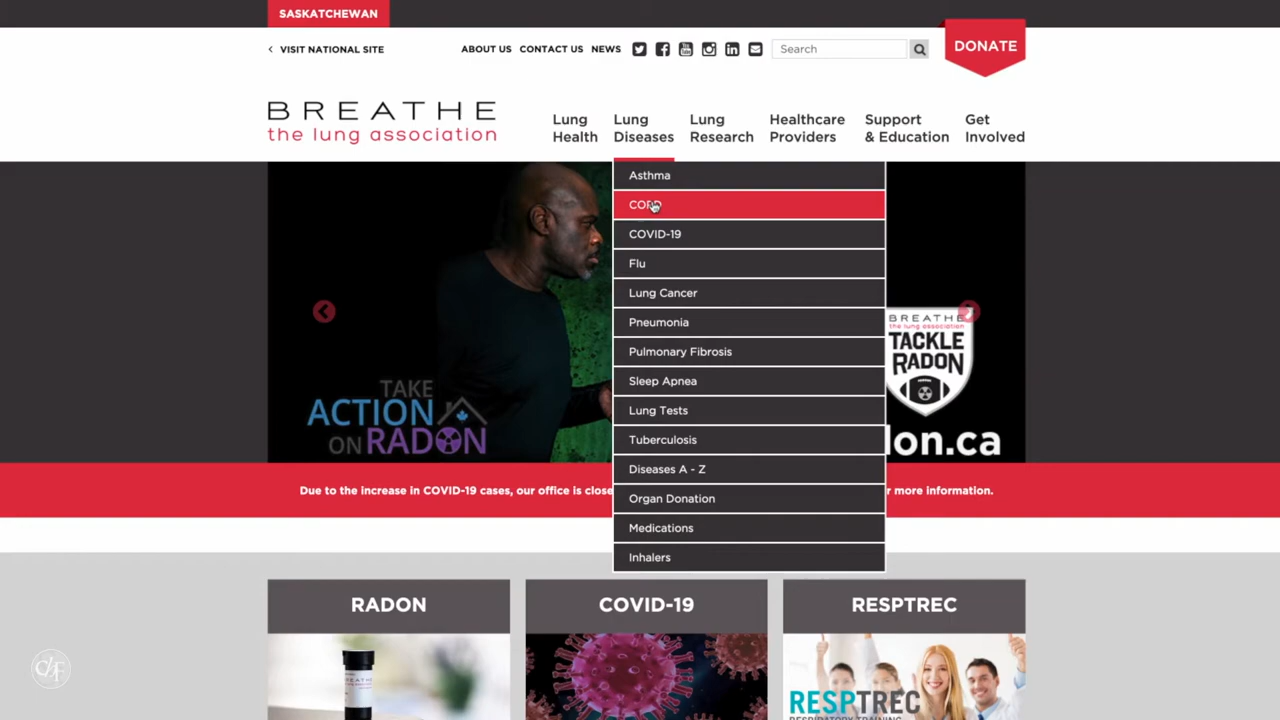 SASKATCHEWAN
VISIT NATIONAL SITE
ABOUT US CONTACT US NEWS
Search
DONATE
BREATHE
the lung association
Lung
Health
Lung
Diseases
Lung
Research
Healthcare
Providers
Support
& Education
Get
Involved
Asthma
COPD
COVID-19
Flu
Lung Cancer
Pneumonia
Pulmonary Fibrosis
Sleep Apnea
Lung Tests
Tuberculosis
Diseases A - Z
Organ Donation
Medications
Inhalers
TAKE
ACTION
ON RADON
BREATHE
the lung association
TACKLE
RADON
don.ca
Due to the increase in COVID-19 cases, our office is close
r more information.
RADON
COVID-19
RESPTREC
BREATHE
RESPTREC